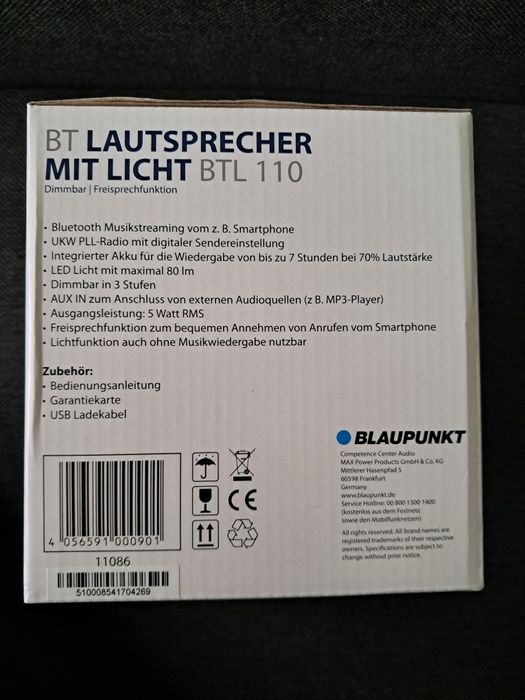 BT LAUTSPRECHER
MIT LICHT BTL 110
Dimmbar | Freisprechfunktion
• Bluetooth Musikstreaming vom z. B. Smartphone
• UKW PLL-Radio mit digitaler Sendereinstellung
• Integrierter Akku für die Wiedergabe von bis zu 7 Stunden bei 70% Lautstärke
• LED Licht mit maximal 80 lm
• Dimmbar in 3 Stufen
• AUX IN zum Anschluss von externen Audioquellen (z B. MP3-Player)
• Ausgangsleistung: 5 Watt RMS
• Freisprechfunktion zum bequemen Annehmen von Anrufen vom Smartphone
• Lichtfunktion auch ohne Musikwiedergabe nutzbar
Zubehör:
• Bedienungsanleitung
• Garantiekarte
• USB Ladekabel
BLAUPUNKT
Competence Center Audio
MAX Power Products GmbH & Co. KG
Mittlerer Hasenpfad 5
60598 Frankfurt
Germany
www.blaupunkt.de
Service Hotline: 00 800 1300 1400
(kostenlos aus dem Festnetz
sowie den Mobilfunknetzen)
All rights reserved. All brand names are
registered trademarks of their respective
owners. Specifications are subject to
change without prior notice.
CE
4 056591 000901
11086
510008541704269